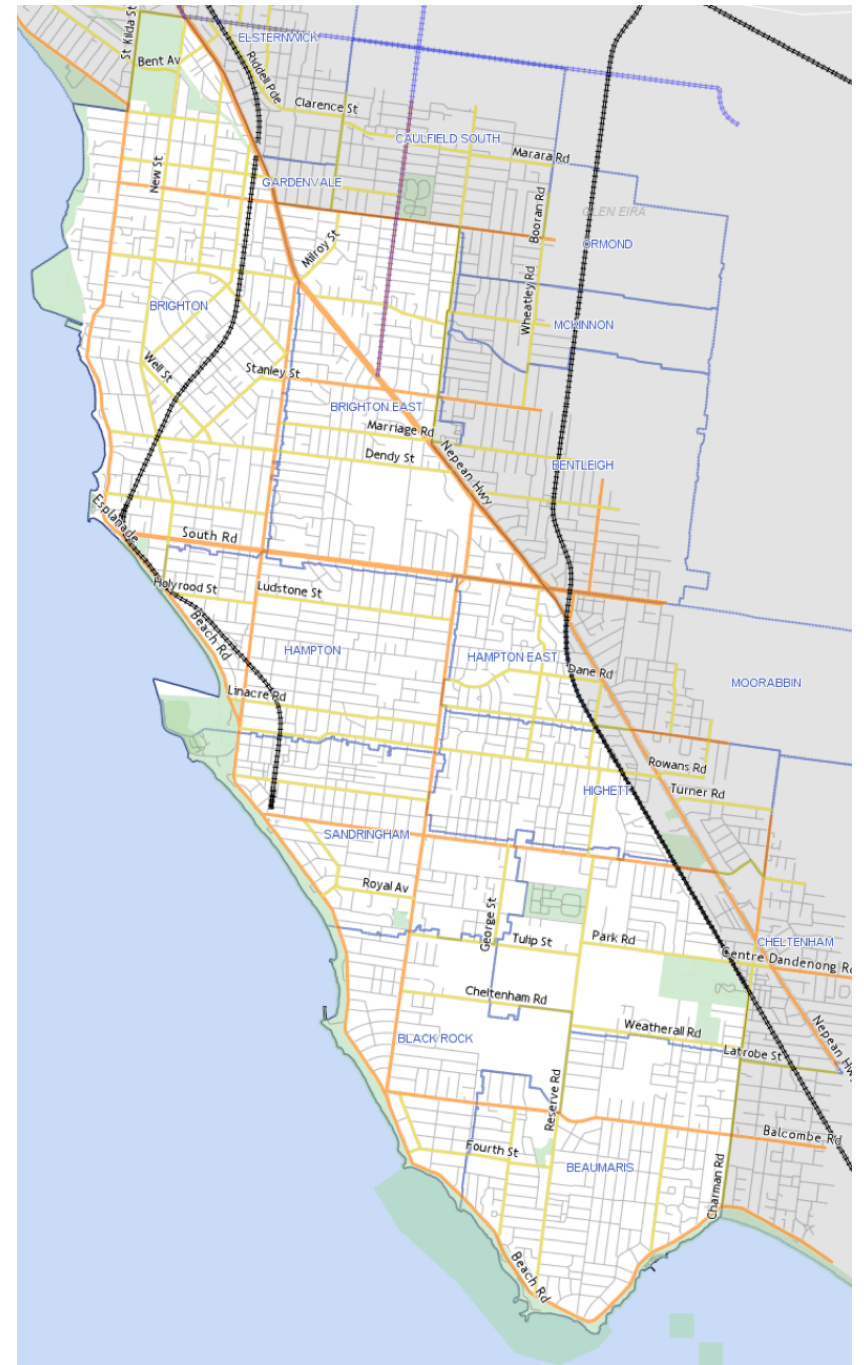 St Kilda St
ELSTERNWICK
Bent Av
Riddell Pde
Clarence St
CAULFIELD SOUTH
Marara Rd
New St
GARDENVALE
Booran Rd
GLEN EIRA
Milroy St
ORMOND
BRIGHTON
Wheatley Rd
MCKINNON
Well St
Stanley St
BRIGHTON EAST
Marriage Rd
Dendy St
Nepean Hwy
BENTLEIGH
Esplanade
South Rd
Holyrood St
Ludstone St
Beach Rd
HAMPTON
HAMPTON EAST
Dane Rd
MOORABBIN
Linacre Rd
Rowans Rd
HIGHETT
Turner Rd
SANDRINGHAM
Royal Av
George St
Tulip St
Park Rd
CHELTENHAM
Centre Dandenong Rd
Cheltenham Rd
Nepean Hwy
Weatherall Rd
BLACK ROCK
Latrobe St
Reserve Rd
Balcombe Rd
Fourth St
BEAUMARIS
Charman Rd
Beach Rd